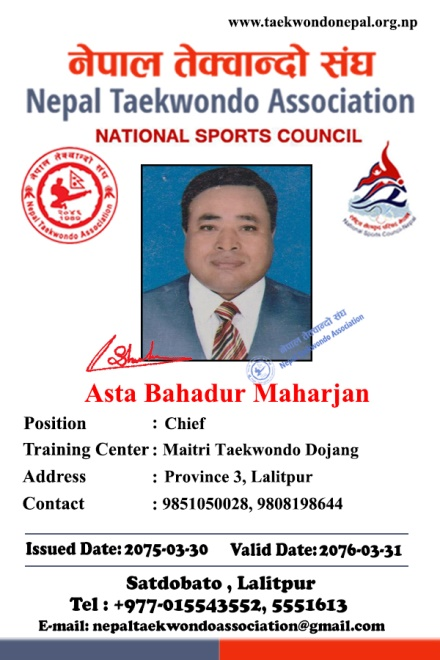 www.taekwondonepal.org.np
नेपाल तेक्वान्दो संघ
Nepal Taekwondo Association
NATIONAL SPORTS COUNCIL
नेपाल तेक्वान्दो संघ
२०४६
1989
Nepal Taekwondo Association
National Sports Council-Nepal
नेपाल तेक्वान्दो संघ
Nepal Taekwondo Association
Asta Bahadur Maharjan
Position : Chief
Training Center : Maitri Taekwondo Dojang
Address : Province 3, Lalitpur
Contact : 9851050028, 9808198644
Issued Date: 2075-03-30 Valid Date: 2076-03-31
Satdobato , Lalitpur
Tel : +977-015543552, 5551613
E-mail: nepaltaekwondoassociation@gmail.com